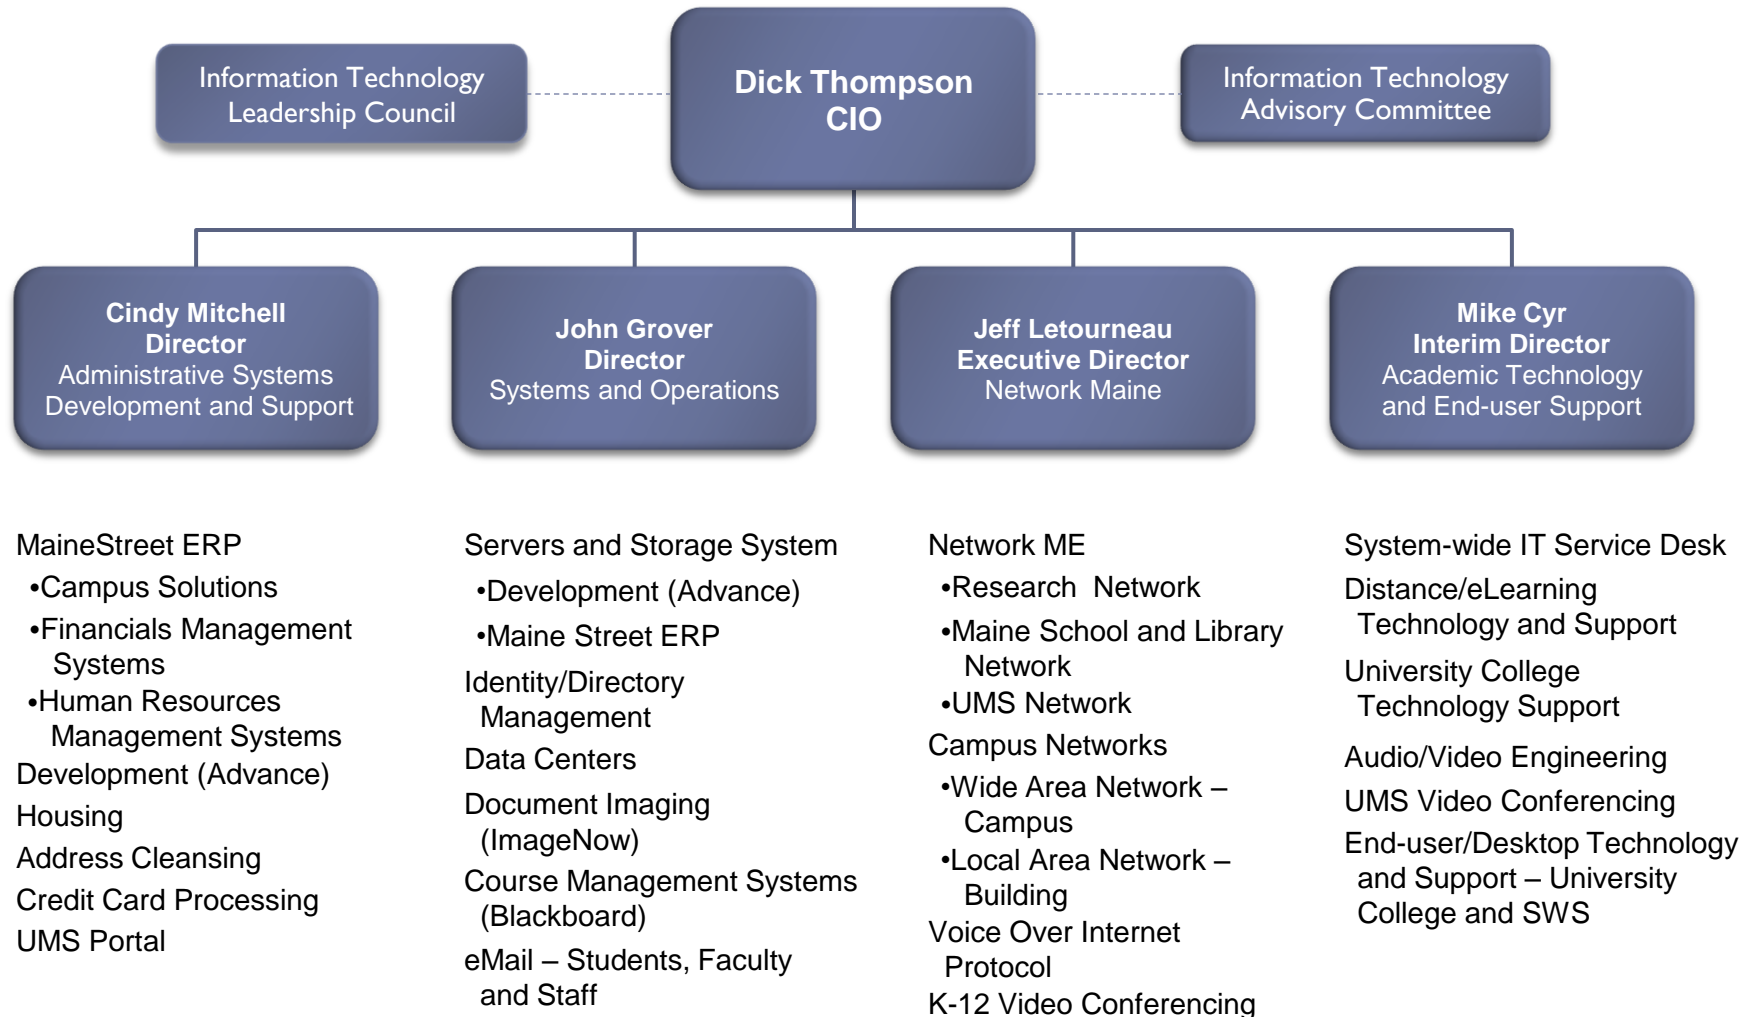 Information Technology
Leadership Council
Dick Thompson
CIO
Information Technology
Advisory Committee
Cindy Mitchell
Director
Administrative Systems
Development and Support
John Grover
Director
Systems and Operations
Jeff Letourneau
Executive Director
Network Maine
Mike Cyr
Interim Director
Academic Technology
and End-user Support
MaineStreet ERP
•Campus Solutions
•Financials Management
Systems
•Human Resources
Management Systems
Development (Advance)
Housing
Address Cleansing
Credit Card Processing
UMS Portal
Servers and Storage System
•Development (Advance)
•Maine Street ERP
Identity/Directory
Management
Data Centers
Document Imaging
(ImageNow)
Course Management Systems
(Blackboard)
eMail – Students, Faculty
and Staff
Network ME
•Research  Network
•Maine School and Library
Network
•UMS Network
Campus Networks
•Wide Area Network –
Campus
•Local Area Network –
Building
Voice Over Internet
Protocol
K-12 Video Conferencing
System-wide IT Service Desk
Distance/eLearning
Technology and Support
University College
Technology Support
Audio/Video Engineering
UMS Video Conferencing
End-user/Desktop Technology
and Support – University
College and SWS